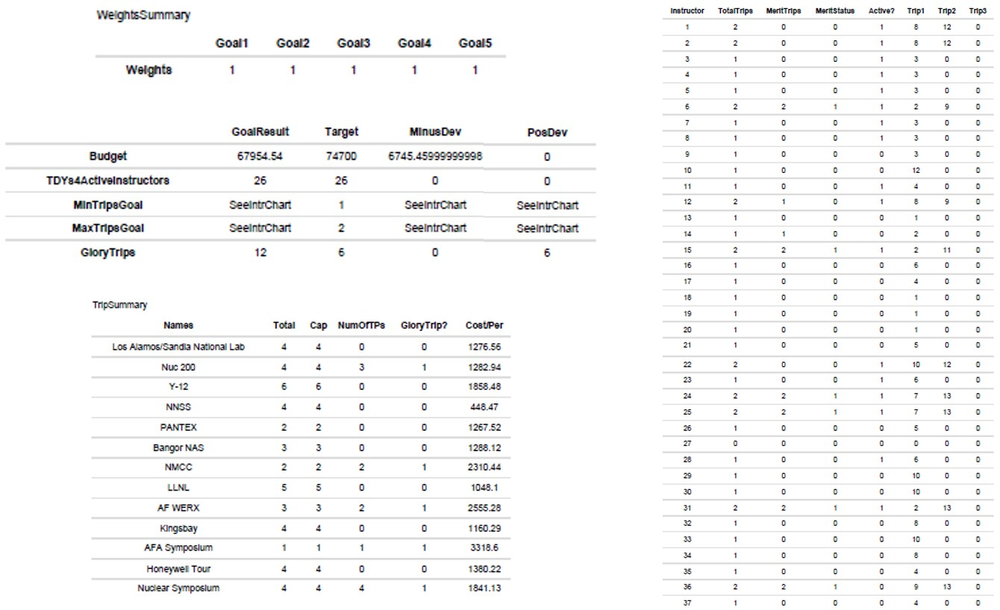 WeightsSummary
Goal1 Goal2 Goal3 Goal4 Goal5
Weights 1 1 1 1 1
GoalResult Target MinusDev PosDev
Budget 67954.54 74700 6745.45999999998 0
TDYs4ActiveInstructors 26 26 0 0
MinTripsGoal SeeIntrChart 1 SeeIntrChart SeeIntrChart
MaxTripsGoal SeeIntrChart 2 SeeIntrChart SeeIntrChart
GloryTrips 12 6 0 6
TripSummary
Names Total Cap NumOfTPs GloryTrip? Cost/Per
Los Alamos/Sandia National Lab 4 4 0 0 1276.56
Nuc 200 4 4 3 1 1282.94
Y-12 6 6 0 0 1858.48
NNSS 4 4 0 0 448.47
PANTEX 2 2 0 0 1267.52
Bangor NAS 3 3 0 0 1288.12
NMCC 2 2 2 1 2310.44
LLNL 5 5 0 0 1048.1
AF WERX 3 3 2 1 2555.28
Kingsbay 4 4 0 0 1160.29
AFA Symposium 1 1 1 1 3318.6
Honeywell Tour 4 4 0 0 1380.22
Nuclear Symposium 4 4 4 1 1841.13
Instructor TotalTrips MeritTrips MeritStatus Active? Trip1 Trip2 Trip3
1 2 0 0 1 8 12 0
2 2 0 0 1 8 12 0
3 1 0 0 1 3 0 0
4 1 0 0 1 3 0 0
5 1 0 0 1 3 0 0
6 2 2 1 1 2 9 0
7 1 0 0 1 3 0 0
8 1 0 0 1 3 0 0
9 1 0 0 0 3 0 0
10 1 0 0 0 12 0 0
11 1 0 0 1 4 0 0
12 2 1 0 1 8 9 0
13 1 0 0 0 1 0 0
14 1 1 0 0 2 0 0
15 2 2 1 1 2 11 0
16 1 0 0 0 6 0 0
17 1 0 0 0 4 0 0
18 1 0 0 0 1 0 0
19 1 0 0 0 1 0 0
20 1 0 0 0 1 0 0
21 1 0 0 0 5 0 0
22 2 0 0 1 10 12 0
23 1 0 0 1 6 0 0
24 2 2 1 1 7 13 0
25 2 2 1 1 7 13 0
26 1 0 0 0 5 0 0
27 0 0 0 0 0 0 0
28 1 0 0 1 6 0 0
29 1 0 0 0 10 0 0
30 1 0 0 0 10 0 0
31 2 2 1 1 2 13 0
32 1 0 0 0 8 0 0
33 1 0 0 0 10 0 0
34 1 0 0 0 8 0 0
35 1 0 0 0 4 0 0
36 2 2 1 0 9 13 0
37 1 0 0 0 4 0 0